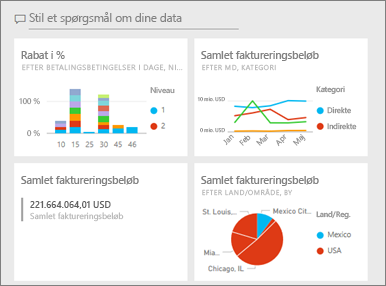 Stil et spørgsmål om dine data
Rabat i %
EFTER BETALINGSBETINGELSER I DAGE, NI...
Niveau
100 %
1
0 %
2
10 15 25 30 45 46
Samlet faktureringsbeløb
EFTER MD, KATEGORI
Kategori
10 mio. USD
Direkte
Indirekte
0 mio. USD
Jan Feb Mar Apr Maj
Samlet faktureringsbeløb
221.664.064,01 USD
Samlet faktureringsbeløb
Samlet faktureringsbeløb
EFTER LAND/OMRÅDE, BY
St. Louis...
Mexico Cit...
Land/Reg.
Mexico
USA
Mia...
Chicago, IL